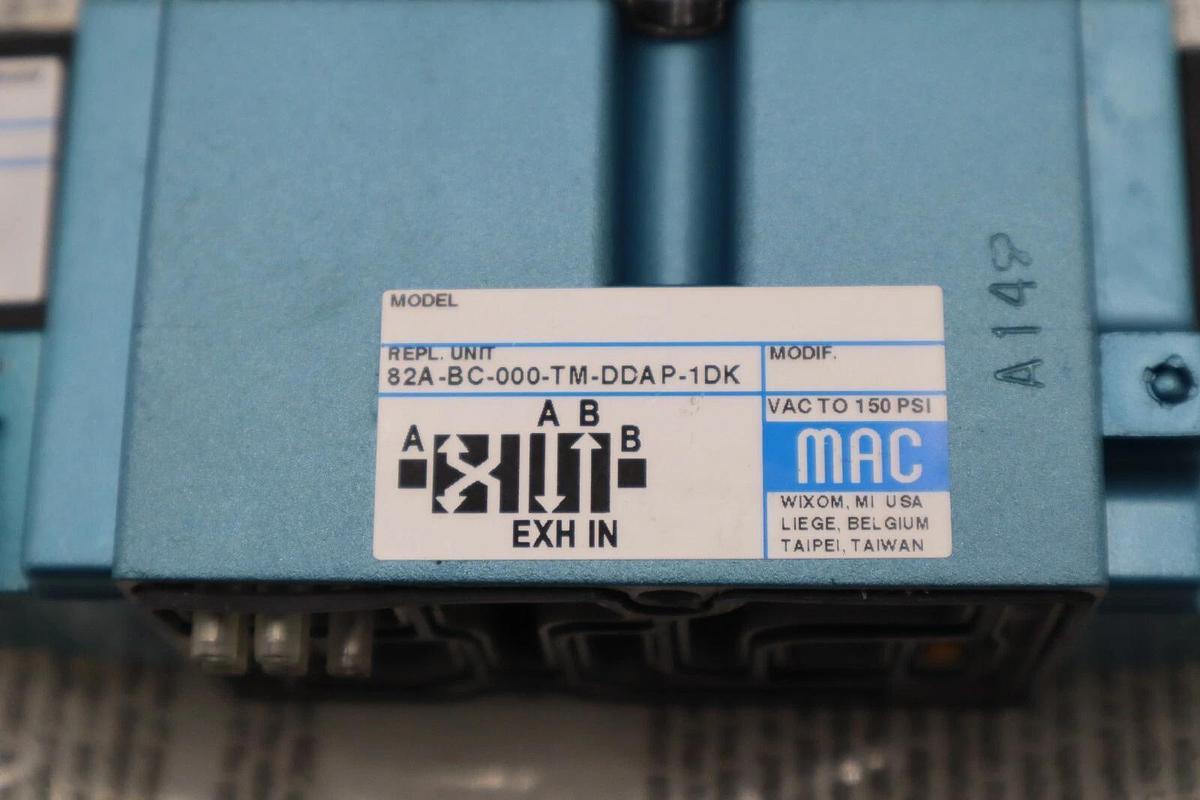 MODEL
REPL. UNIT
82A-BC-000-TM-DDAP-1DK
MODIF.
VAC TO 150 PSI
A B
A B
EXH IN
MAC
WIXOM, MI USA
LIEGE, BELGIUM
TAIPEI, TAIWAN
A148